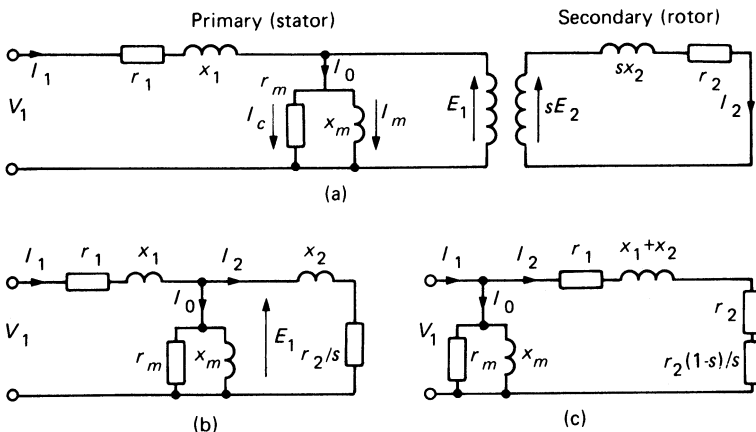 Primary (stator) Secondary (rotor)
I1 r1 x1 I0 sx2 r2
rm I2
V1 Ic xm Im E1 sE2
(a)
I1 r1 x1 I2 x2 I1 I2 r1 x1+x2
I0 I0 r2
V1 E1 V1
rm xm r2/s rm xm r2(1-s)/s
(b) (c)